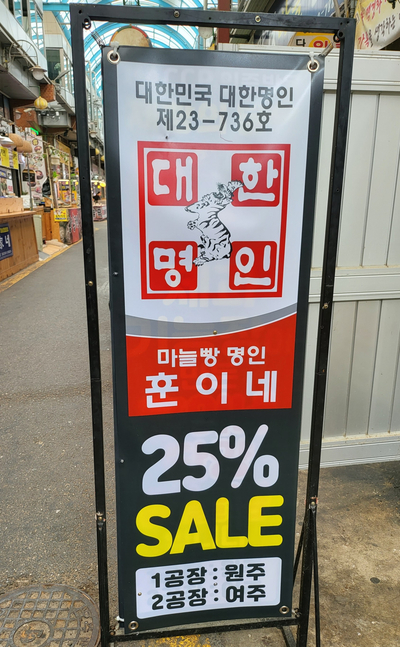 대한민국 대한명인
제23-736호
대 한
명 인
마늘빵 명인
훈 이 네
25%
SALE
1공장 : 원주
2공장 : 여주